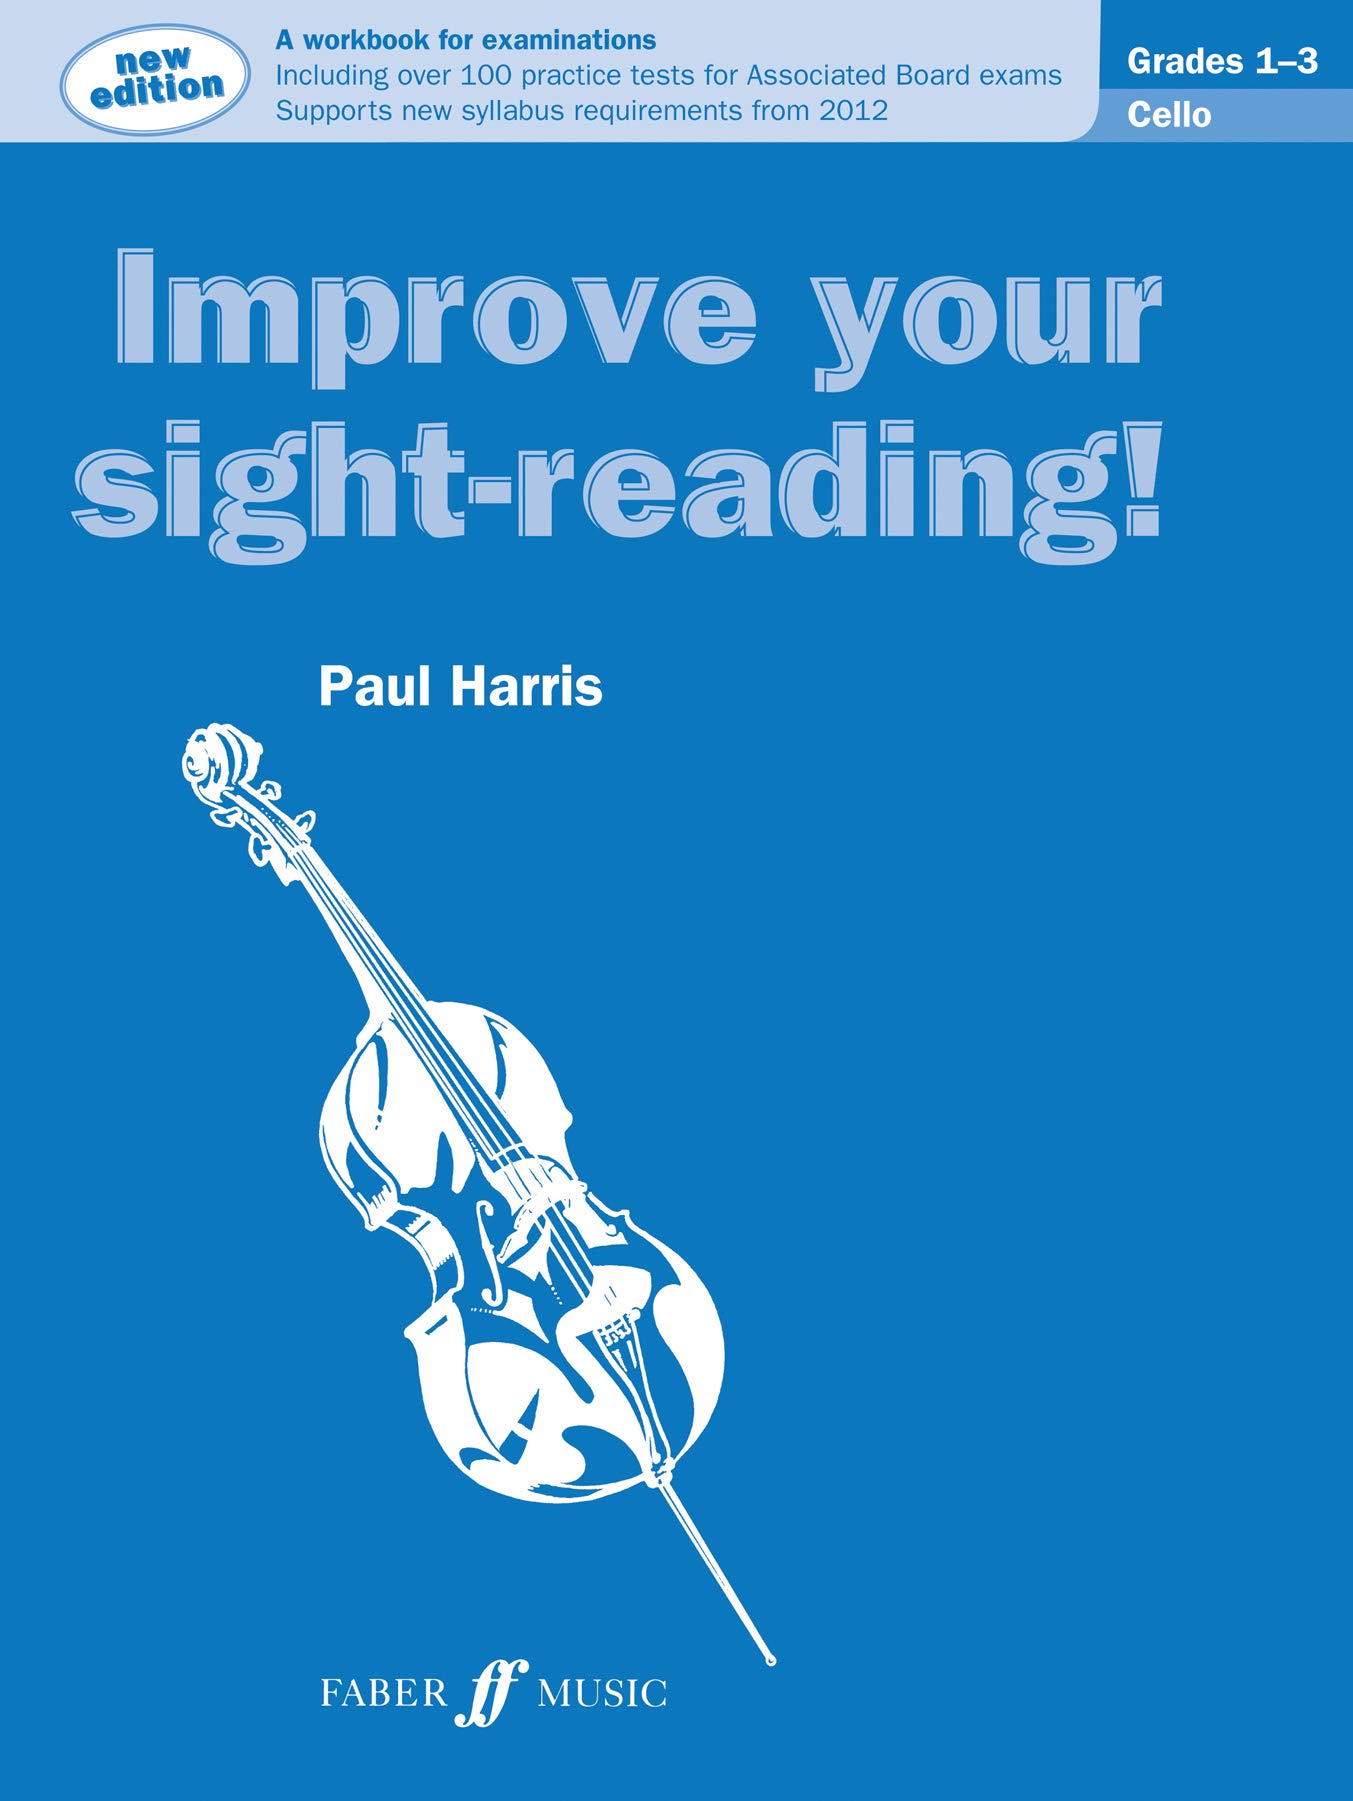 new
edition
A workbook for examinations
Including over 100 practice tests for Associated Board exams
Supports new syllabus requirements from 2012
Grades 1–3
Cello
Improve your
sight-reading!
Paul Harris
FABER ff MUSIC